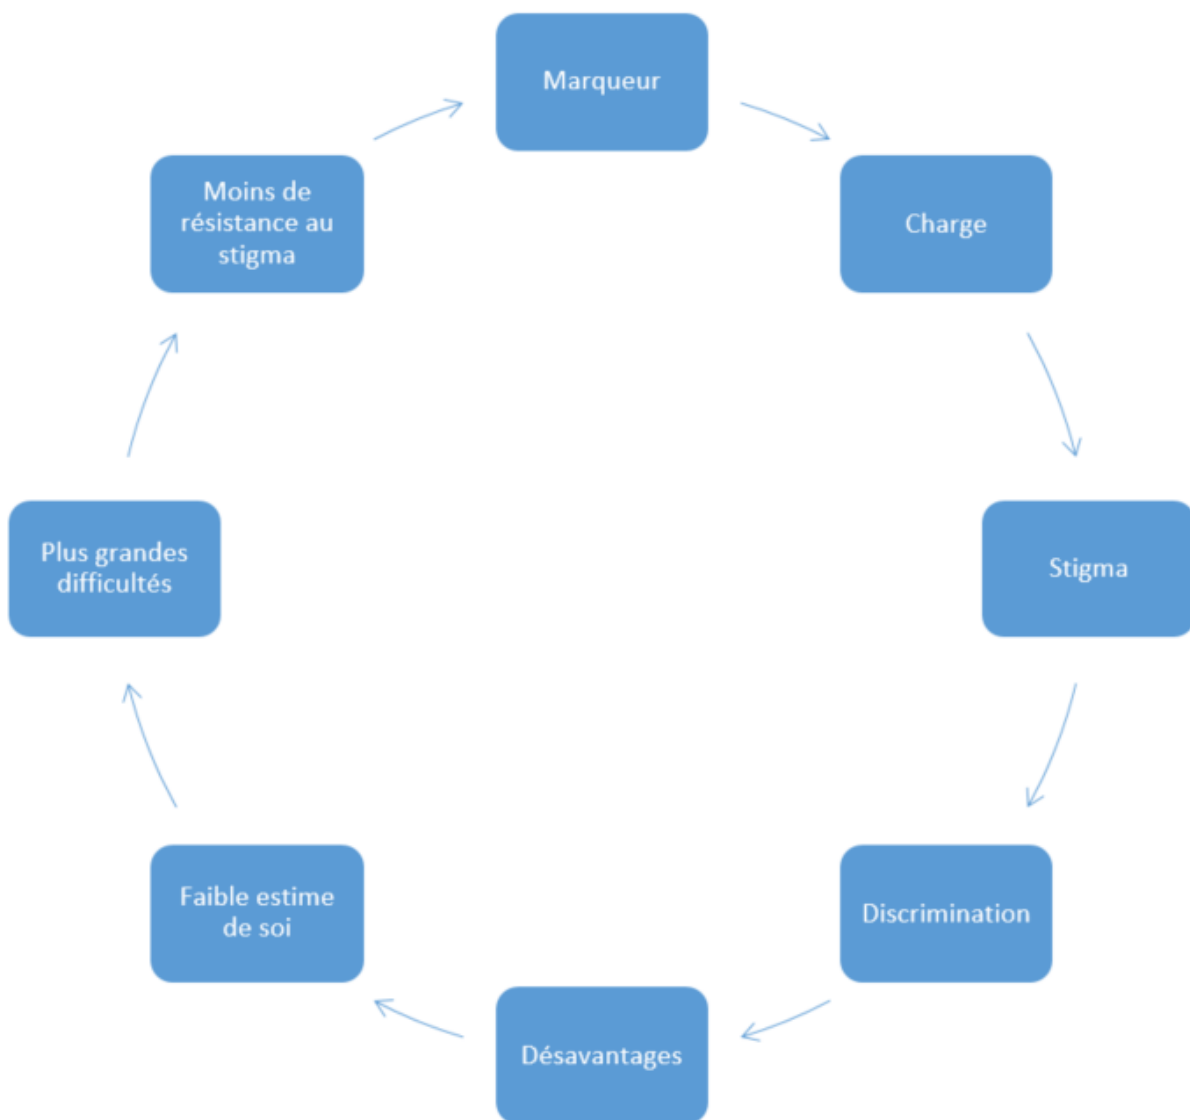 Marqueur
Charge
Stigma
Discrimination
Désavantages
Faible estime
de soi
Plus grandes
difficultés
Moins de
résistance au
stigma